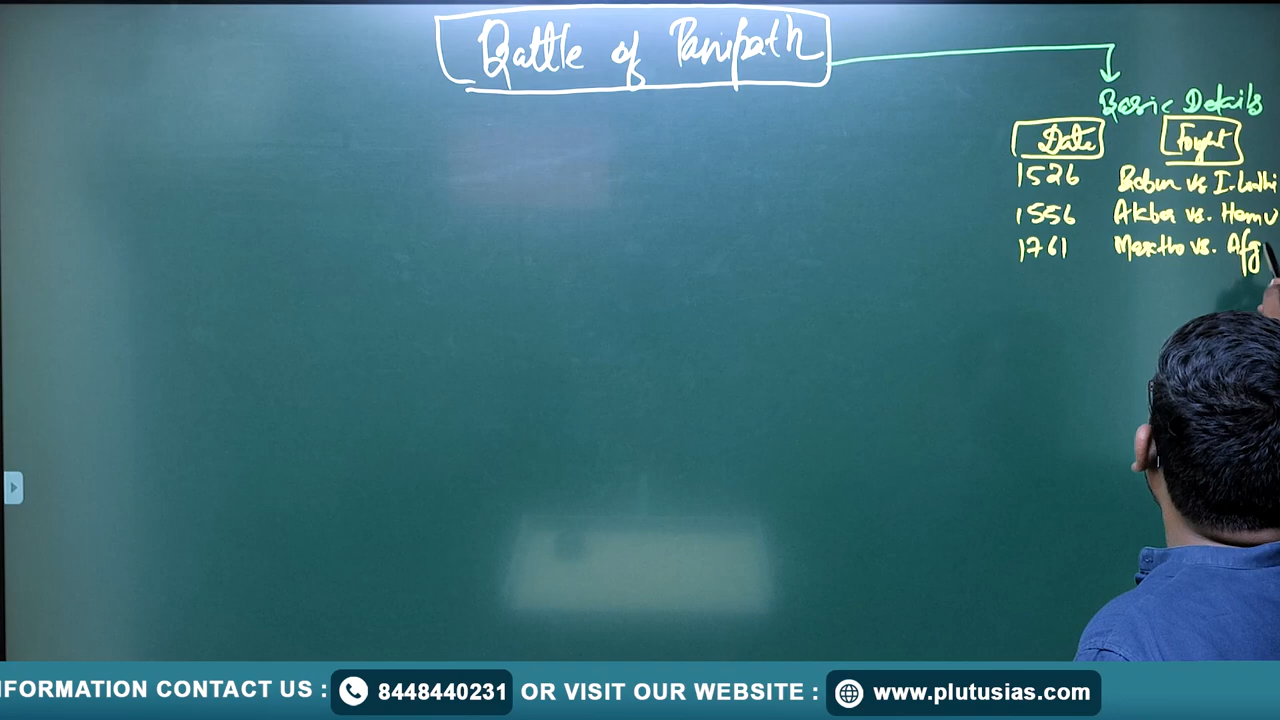 Battle of Panipath
Basic Details
Date Fought
1526 Babur vs I. Lodhi
1556 Akbar vs. Hemu
1761 Maratha vs. Afg
NFORMATION CONTACT US : 8448440231 OR VISIT OUR WEBSITE : www.plutusias.com